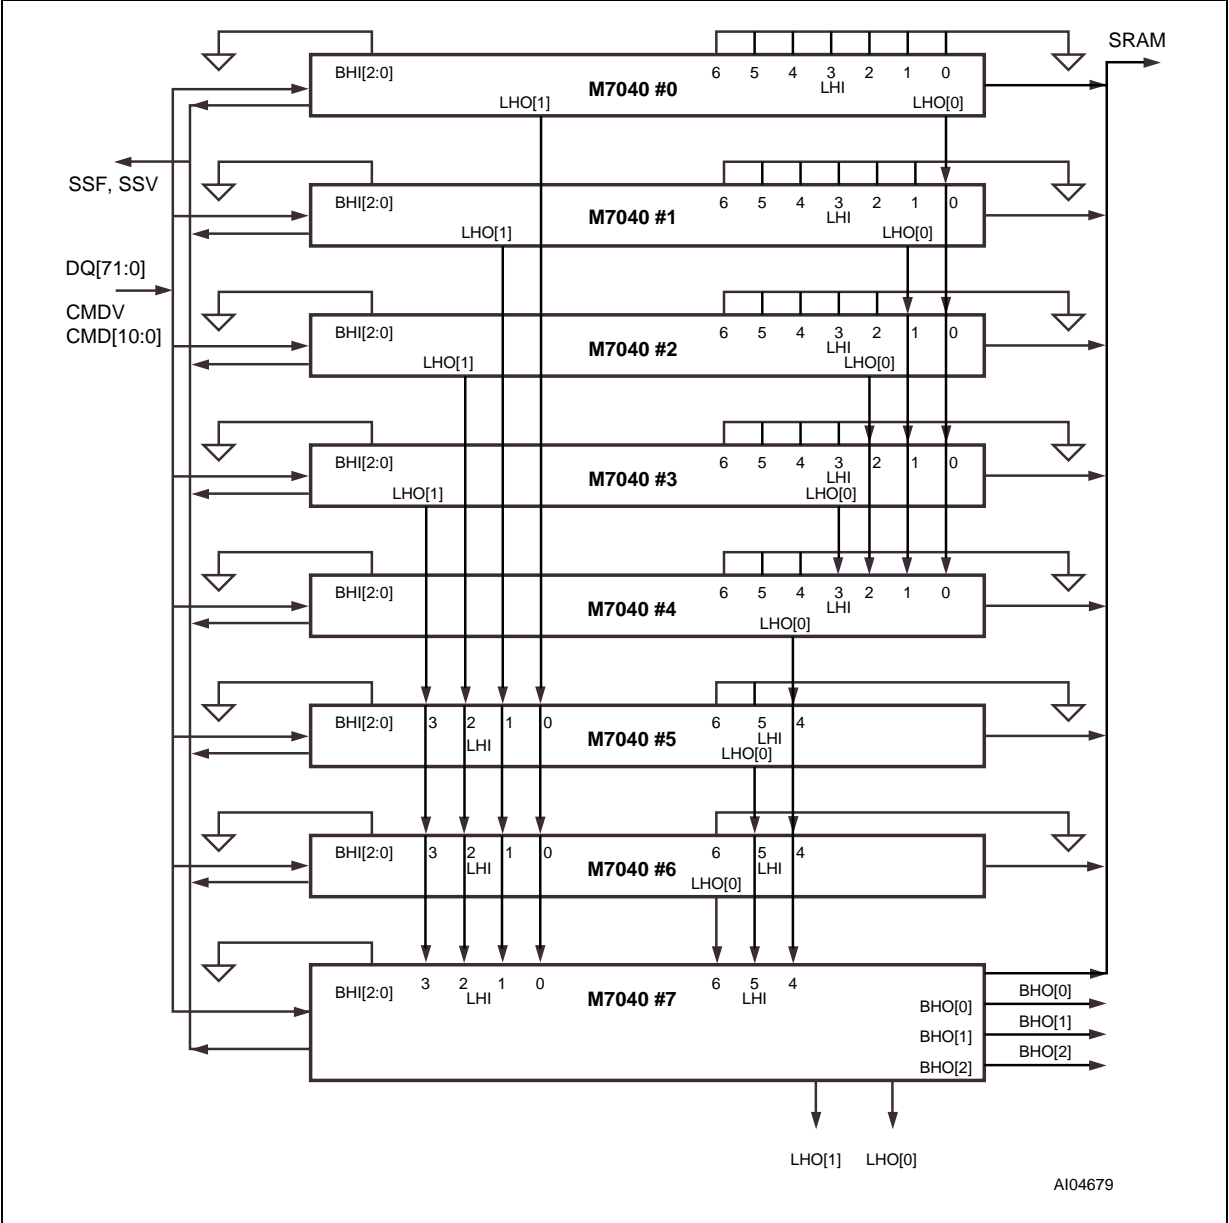 SRAM
BHI[2:0] 6 5 4 3 2 1 0
M7040 #0 LHI
LHO[1] LHO[0]
SSF, SSV
BHI[2:0] 6 5 4 3 2 1 0
M7040 #1 LHI
LHO[1] LHO[0]
DQ[71:0]
CMDV
CMD[10:0]
BHI[2:0] 6 5 4 3 2 1 0
M7040 #2 LHI
LHO[1] LHO[0]
BHI[2:0] 6 5 4 3 2 1 0
M7040 #3 LHI
LHO[1] LHO[0]
BHI[2:0] 6 5 4 3 2 1 0
M7040 #4 LHI
LHO[0]
BHI[2:0] 3 2 1 0 6 5 4
LHI M7040 #5 LHI
LHO[0]
BHI[2:0] 3 2 1 0 6 5 4
LHI M7040 #6 LHI
LHO[0]
BHI[2:0] 3 2 1 0 6 5 4
LHI M7040 #7 LHI
BHO[0] BHO[0]
BHO[1] BHO[1]
BHO[2] BHO[2]
LHO[1] LHO[0]
AI04679